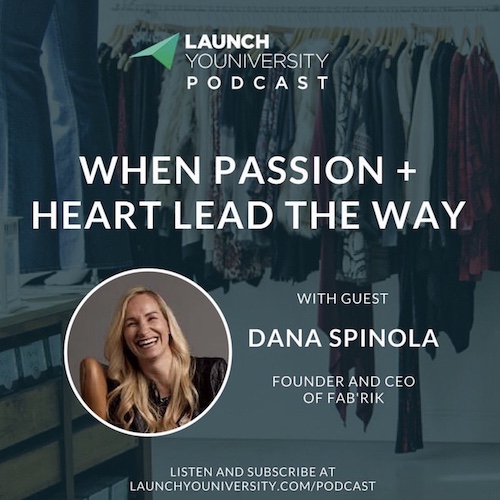 LAUNCH
YOUNIVERSITY
PODCAST
WHEN PASSION +
HEART LEAD THE WAY
WITH GUEST
DANA SPINOLA
FOUNDER AND CEO
OF FAB'RIK
LISTEN AND SUBSCRIBE AT
LAUNCHYOUNIVERSITY.COM/PODCAST